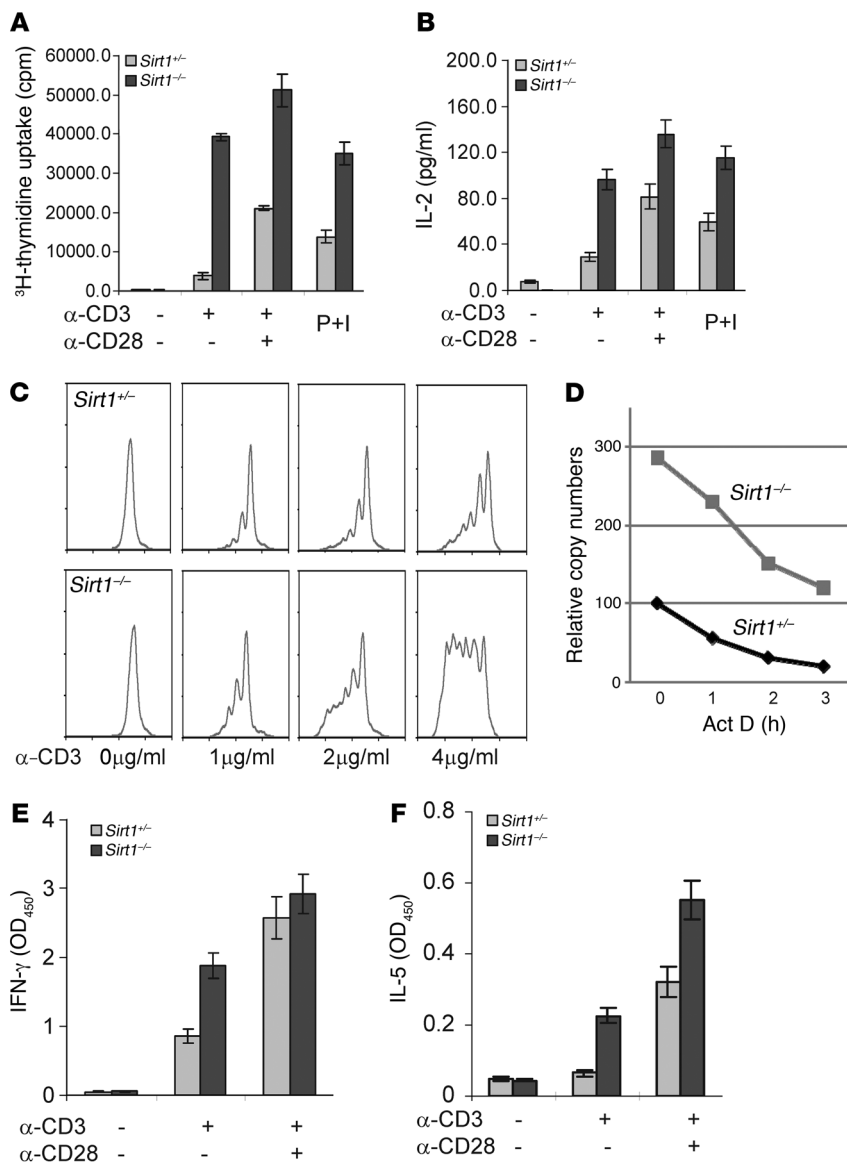 A
³H-thymidine uptake (cpm)
60000.0
50000.0
40000.0
30000.0
20000.0
10000.0
0.0
Sirt1+/–
Sirt1–/–
α-CD3 - + + P+I
α-CD28 - - +
B
IL-2 (pg/ml)
200.0
160.0
120.0
80.0
40.0
0.0
Sirt1+/–
Sirt1–/–
α-CD3 - + + P+I
α-CD28 - - +
C
Sirt1+/–
Sirt1–/–
α-CD3 0μg/ml 1μg/ml 2μg/ml 4μg/ml
D
Relative copy numbers
300
200
100
0
Sirt1–/–
Sirt1+/–
0 1 2 3
Act D (h)
E
IFN-γ (OD450)
4
3
2
1
0
Sirt1+/–
Sirt1–/–
α-CD3 - + +
α-CD28 - - +
F
IL-5 (OD450)
0.8
0.6
0.4
0.2
0
Sirt1+/–
Sirt1–/–
α-CD3 - + +
α-CD28 - - +